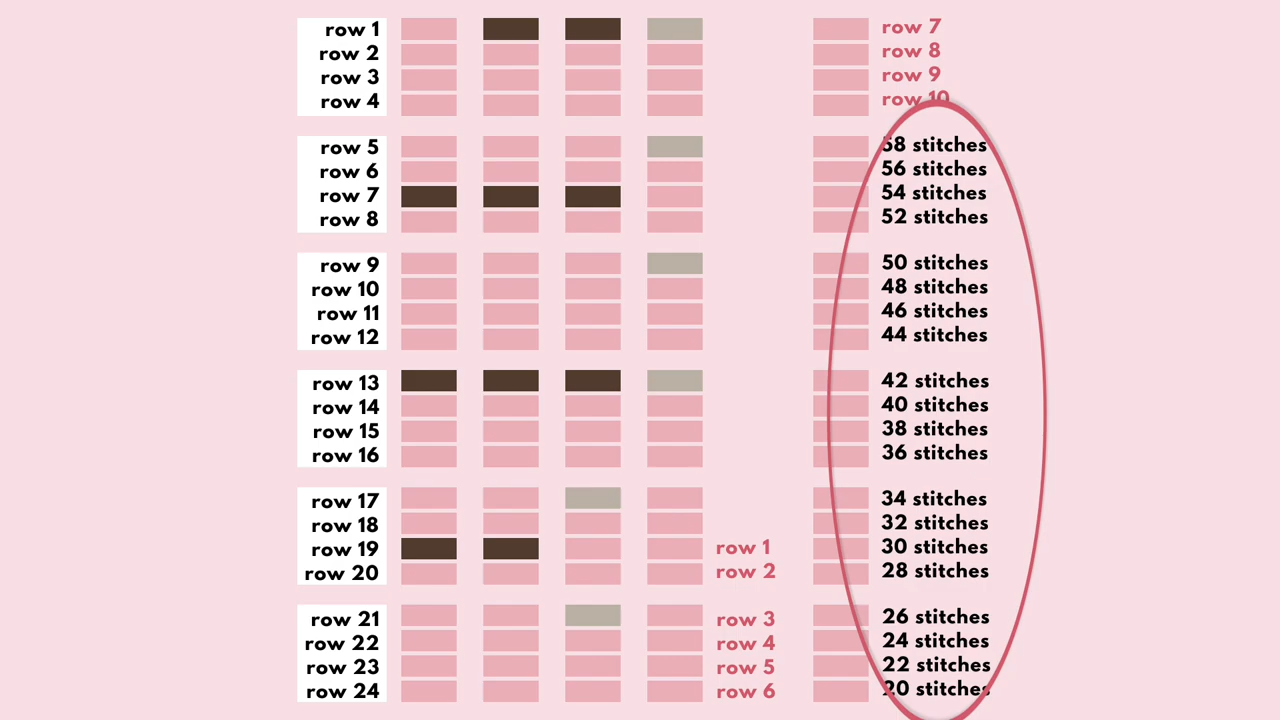 row 1
row 2
row 3
row 4
row 5
row 6
row 7
row 8
row 9
row 10
row 11
row 12
row 13
row 14
row 15
row 16
row 17
row 18
row 19
row 20
row 21
row 22
row 23
row 24
row 1
row 2
row 3
row 4
row 5
row 6
row 7
row 8
row 9
row 10
58 stitches
56 stitches
54 stitches
52 stitches
50 stitches
48 stitches
46 stitches
44 stitches
42 stitches
40 stitches
38 stitches
36 stitches
34 stitches
32 stitches
30 stitches
28 stitches
26 stitches
24 stitches
22 stitches
20 stitches